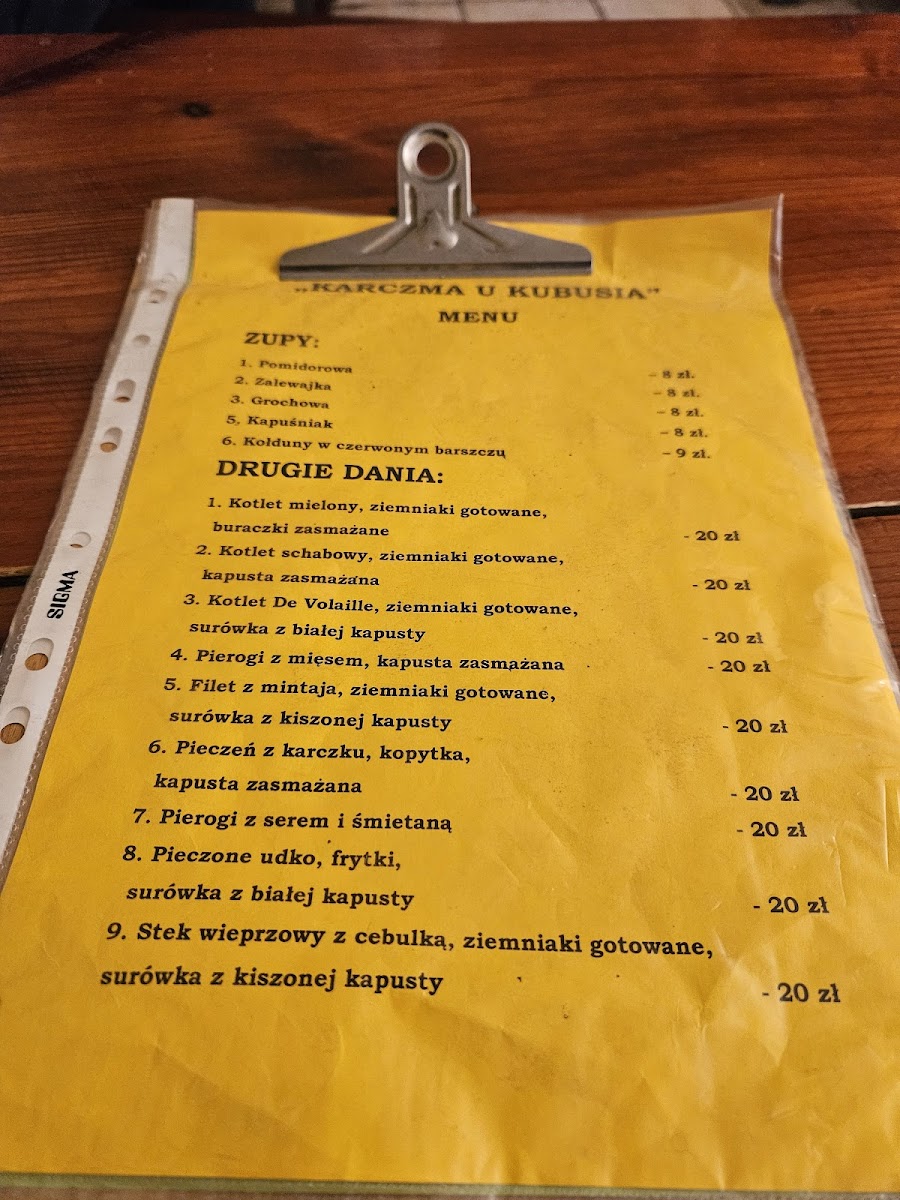 „KARCZMA U KUBUSIA”
MENU
ZUPY:
1. Pomidorowa – 8 zł.
2. Zalewajka – 8 zł.
3. Grochowa – 8 zł.
5. Kapuśniak – 8 zł.
6. Kołduny w czerwonym barszczu – 9 zł.
DRUGIE DANIA:
1. Kotlet mielony, ziemniaki gotowane,
buraczki zasmażane - 20 zł
2. Kotlet schabowy, ziemniaki gotowane,
kapusta zasmażana - 20 zł
3. Kotlet De Volaille, ziemniaki gotowane,
surówka z białej kapusty - 20 zł
4. Pierogi z mięsem, kapusta zasmażana - 20 zł
5. Filet z mintaja, ziemniaki gotowane,
surówka z kiszonej kapusty - 20 zł
6. Pieczeń z karczku, kopytka,
kapusta zasmażana - 20 zł
7. Pierogi z serem i śmietaną - 20 zł
8. Pieczone udko, frytki,
surówka z białej kapusty - 20 zł
9. Stek wieprzowy z cebulką, ziemniaki gotowane,
surówka z kiszonej kapusty - 20 zł
SIGMA